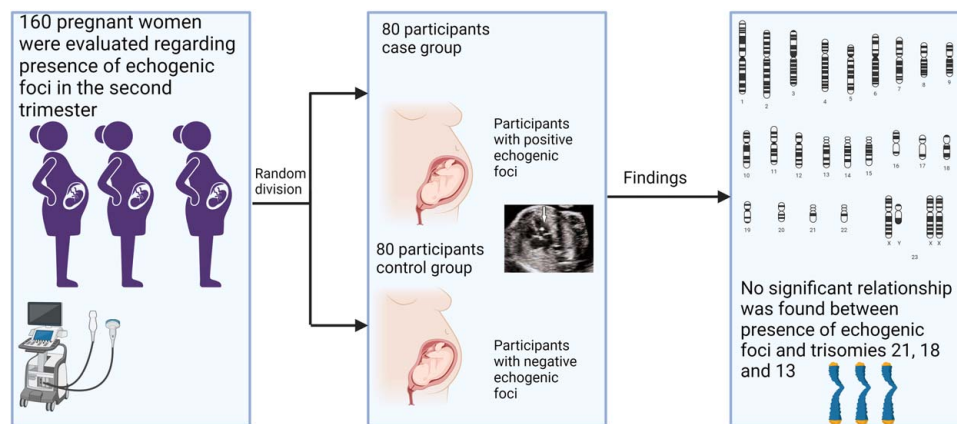 160 pregnant women
were evaluated regarding
presence of echogenic
foci in the second
trimester
Random
division
80 participants
case group
Participants
with positive
echogenic
foci
80 participants
control group
Participants
with negative
echogenic
foci
Findings
1 2 3 4 5 6 7 8 9
10 11 12 13 14 15 16 17 18
19 20 21 22 X Y X X
23
No significant relationship
was found between
presence of echogenic
foci and trisomies 21, 18
and 13